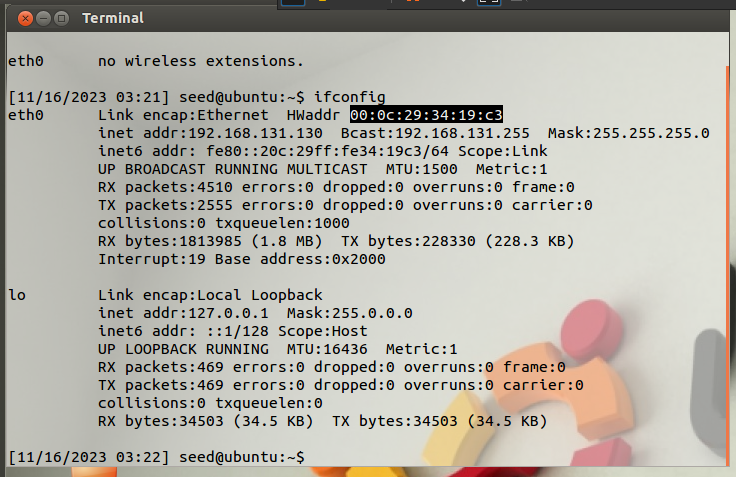 Terminal
eth0 no wireless extensions.
[11/16/2023 03:21] seed@ubuntu:~$ ifconfig
eth0 Link encap:Ethernet HWaddr 00:0c:29:34:19:c3
inet addr:192.168.131.130 Bcast:192.168.131.255 Mask:255.255.255.0
inet6 addr: fe80::20c:29ff:fe34:19c3/64 Scope:Link
UP BROADCAST RUNNING MULTICAST MTU:1500 Metric:1
RX packets:4510 errors:0 dropped:0 overruns:0 frame:0
TX packets:2555 errors:0 dropped:0 overruns:0 carrier:0
collisions:0 txqueuelen:1000
RX bytes:1813985 (1.8 MB) TX bytes:228330 (228.3 KB)
Interrupt:19 Base address:0x2000
lo Link encap:Local Loopback
inet addr:127.0.0.1 Mask:255.0.0.0
inet6 addr: ::1/128 Scope:Host
UP LOOPBACK RUNNING MTU:16436 Metric:1
RX packets:469 errors:0 dropped:0 overruns:0 frame:0
TX packets:469 errors:0 dropped:0 overruns:0 carrier:0
collisions:0 txqueuelen:0
RX bytes:34503 (34.5 KB) TX bytes:34503 (34.5 KB)
[11/16/2023 03:22] seed@ubuntu:~$